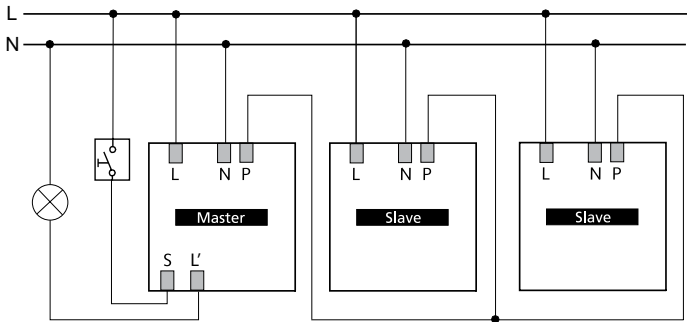 L
N
L N P L N P L N P
Master Slave Slave
S L'